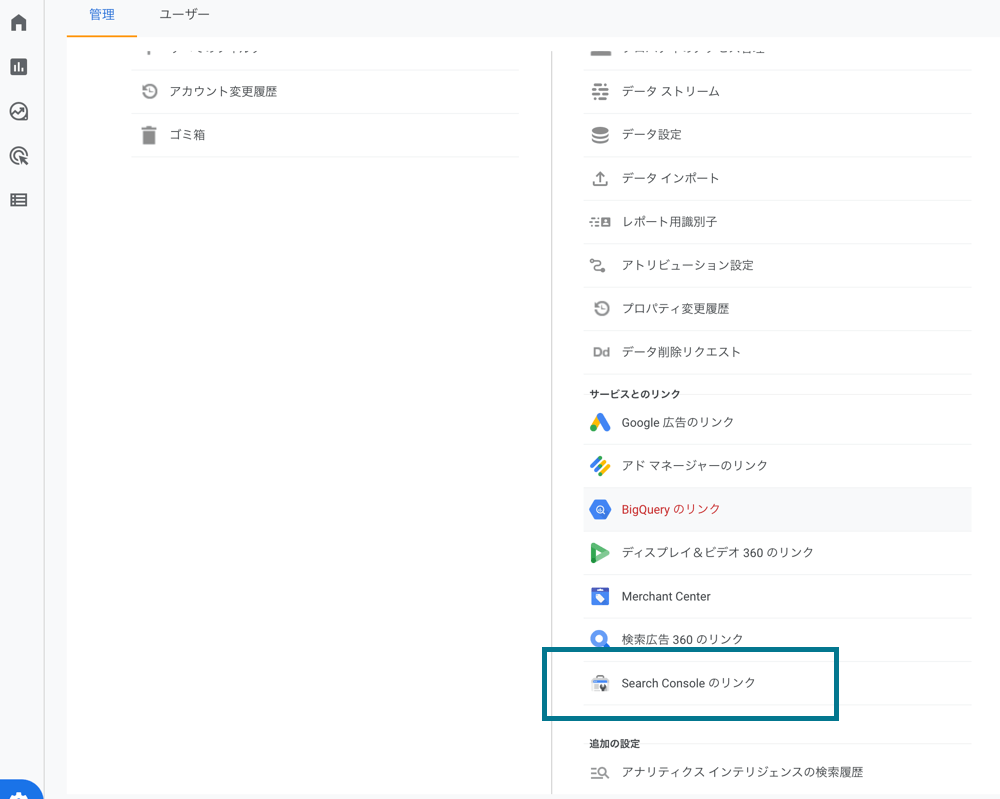 管理
ユーザー
アカウント変更履歴
ゴミ箱
データ ストリーム
データ設定
データ インポート
レポート用識別子
アトリビューション設定
プロパティ変更履歴
Dd データ削除リクエスト
サービスとのリンク
Google 広告のリンク
アド マネージャーのリンク
BigQuery のリンク
ディスプレイ＆ビデオ 360 のリンク
Merchant Center
検索広告 360 のリンク
Search Console のリンク
追加の設定
アナリティクス インテリジェンスの検索履歴